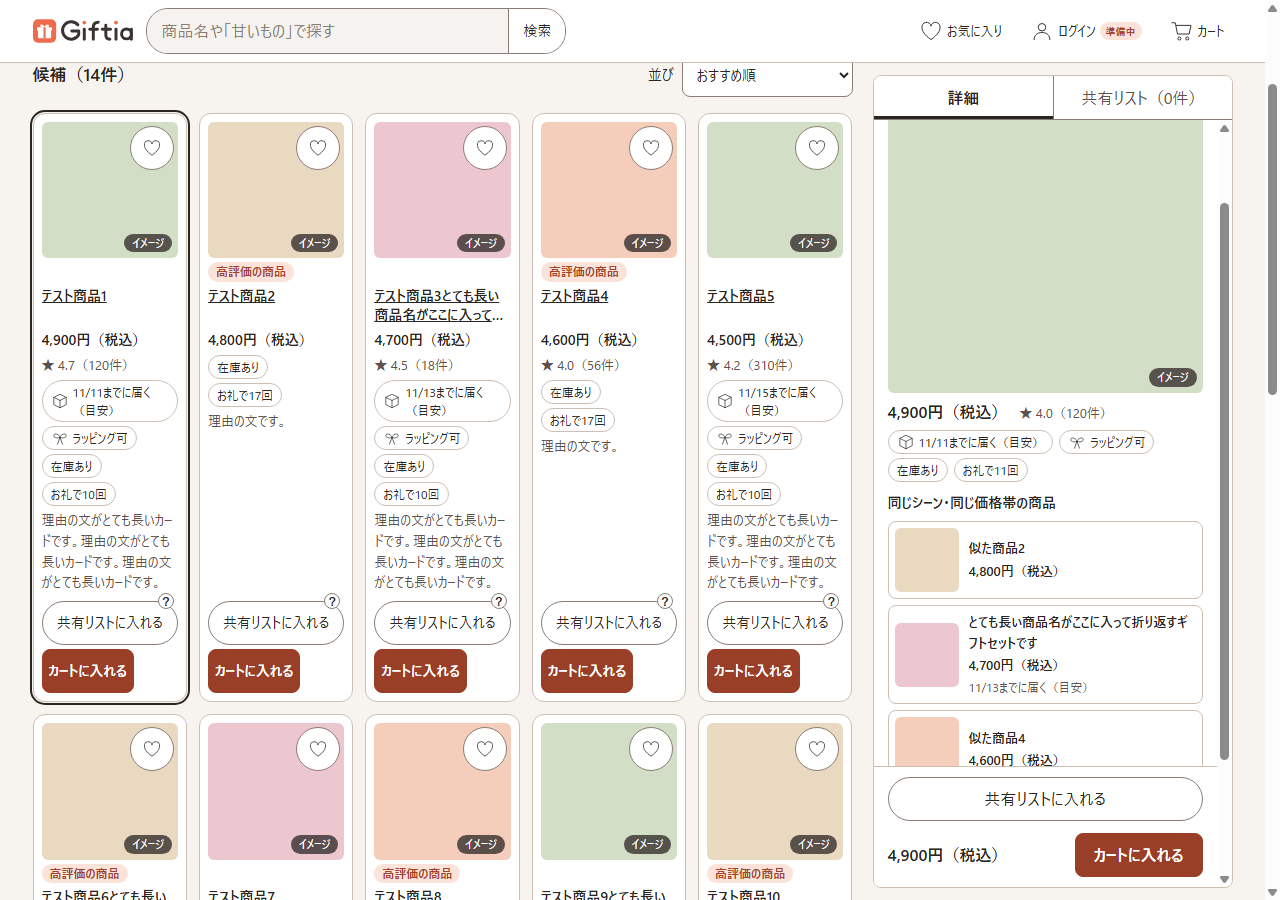 Giftia
商品名や「甘いもの」で探す
検索
お気に入り
ログイン
準備中
カート
候補（14件）
並び
おすすめ順
イメージ
テスト商品1
4,900円（税込）
★ 4.7（120件）
11/11までに届く
（目安）
ラッピング可
在庫あり
お礼で10回
理由の文がとても長いカー
ドです。理由の文がとても
長いカードです。理由の文
がとても長いカードです。
?
共有リストに入れる
カートに入れる
イメージ
高評価の商品
テスト商品2
4,800円（税込）
在庫あり
お礼で17回
理由の文です。
?
共有リストに入れる
カートに入れる
イメージ
テスト商品3とても長い
商品名がここに入って…
4,700円（税込）
★ 4.5（18件）
11/13までに届く
（目安）
ラッピング可
在庫あり
お礼で10回
理由の文がとても長いカー
ドです。理由の文がとても
長いカードです。理由の文
がとても長いカードです。
?
共有リストに入れる
カートに入れる
イメージ
高評価の商品
テスト商品4
4,600円（税込）
★ 4.0（56件）
在庫あり
お礼で17回
理由の文です。
?
共有リストに入れる
カートに入れる
イメージ
テスト商品5
4,500円（税込）
★ 4.2（310件）
11/15までに届く
（目安）
ラッピング可
在庫あり
お礼で10回
理由の文がとても長いカー
ドです。理由の文がとても
長いカードです。理由の文
がとても長いカードです。
?
共有リストに入れる
カートに入れる
イメージ
高評価の商品
テスト商品6とても長い
イメージ
テスト商品7
イメージ
高評価の商品
テスト商品8
イメージ
テスト商品9とても長い
イメージ
高評価の商品
テスト商品10
詳細
共有リスト（0件）
イメージ
4,900円（税込）
★ 4.0（120件）
11/11までに届く（目安）
ラッピング可
在庫あり
お礼で11回
同じシーン・同じ価格帯の商品
似た商品2
4,800円（税込）
とても長い商品名がここに入って折り返すギ
フトセットです
4,700円（税込）
11/13までに届く（目安）
似た商品4
4,600円（税込）
共有リストに入れる
4,900円（税込）
カートに入れる